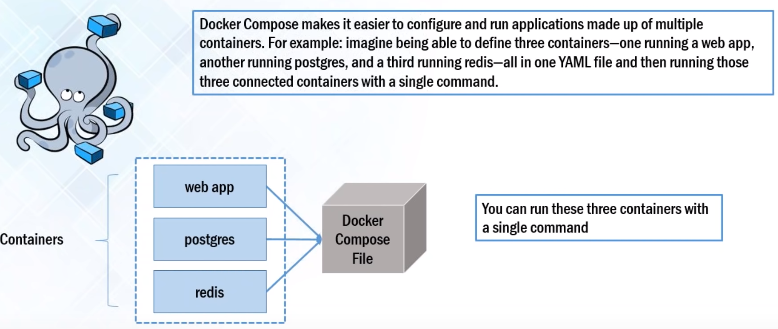 Docker Compose makes it easier to configure and run applications made up of multiple
containers. For example: imagine being able to define three containers—one running a web app,
another running postgres, and a third running redis—all in one YAML file and then running those
three connected containers with a single command.
web app
Containers
postgres
redis
Docker
Compose
File
You can run these three containers with
a single command